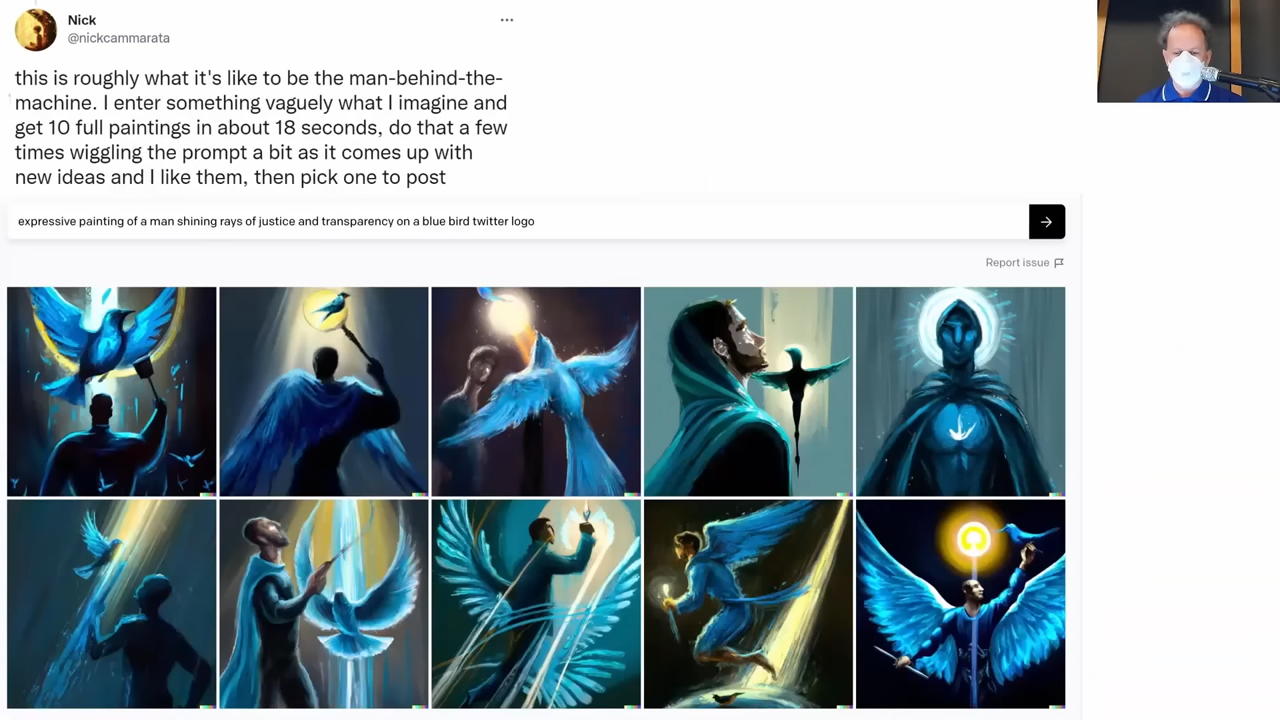 Nick
@nickcammarata
this is roughly what it's like to be the man-behind-the-
machine. I enter something vaguely what I imagine and
get 10 full paintings in about 18 seconds, do that a few
times wiggling the prompt a bit as it comes up with
new ideas and I like them, then pick one to post
expressive painting of a man shining rays of justice and transparency on a blue bird twitter logo
Report issue